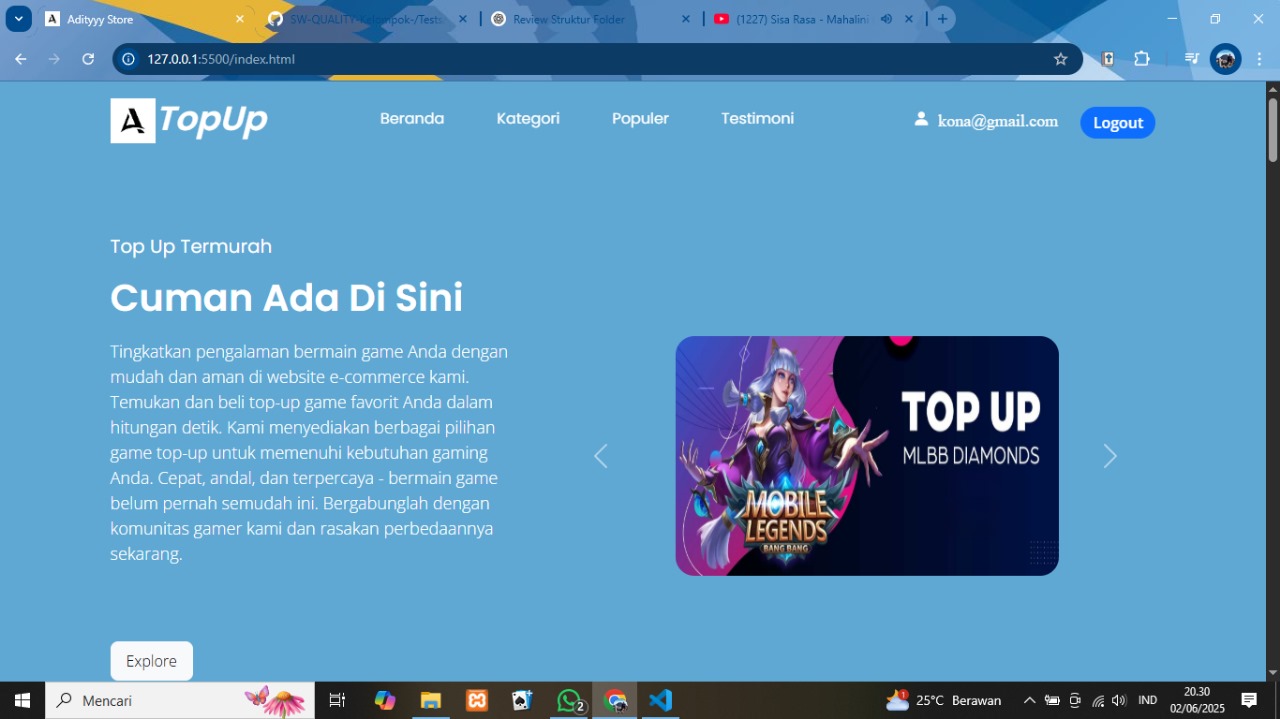 Adityyy Store
SW-QUALITY-Kelompok-/Tests
Review Struktur Folder
(1227) Sisa Rasa - Mahalini
127.0.0.1:5500/index.html
A TopUp
Beranda
Kategori
Populer
Testimoni
kona@gmail.com
Logout
Top Up Termurah
Cuman Ada Di Sini
Tingkatkan pengalaman bermain game Anda dengan
mudah dan aman di website e-commerce kami.
Temukan dan beli top-up game favorit Anda dalam
hitungan detik. Kami menyediakan berbagai pilihan
game top-up untuk memenuhi kebutuhan gaming
Anda. Cepat, andal, dan terpercaya - bermain game
belum pernah semudah ini. Bergabunglah dengan
komunitas gamer kami dan rasakan perbedaannya
sekarang.
TOP UP
MLBB DIAMONDS
MOBILE
LEGENDS
BANG BANG
Explore
Mencari
2
1
25°C Berawan
IND
20.30
02/06/2025